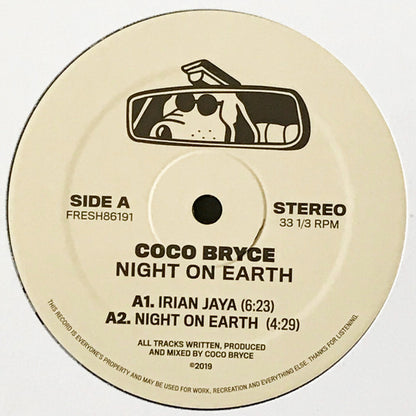 SIDE A
FRESH86191
STEREO
33 1/3 RPM
COCO BRYCE
NIGHT ON EARTH
A1. IRIAN JAYA (6:23)
A2. NIGHT ON EARTH (4:29)
ALL TRACKS WRITTEN, PRODUCED
AND MIXED BY COCO BRYCE
©2019
THIS RECORD IS EVERYONE'S PROPERTY AND MAY BE USED FOR WORK, RECREATION AND EVERYTHING ELSE. THANKS FOR LISTENING.